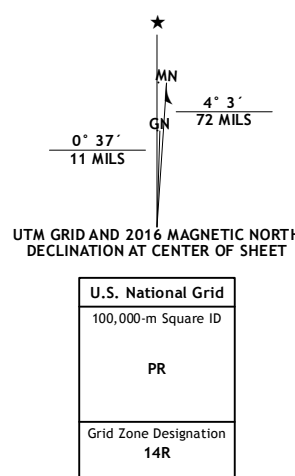 MN
4° 3´
72 MILS
GN
0° 37´
11 MILS
UTM GRID AND 2016 MAGNETIC NORTH
DECLINATION AT CENTER OF SHEET
U.S. National Grid
100,000-m Square ID
PR
Grid Zone Designation
14R